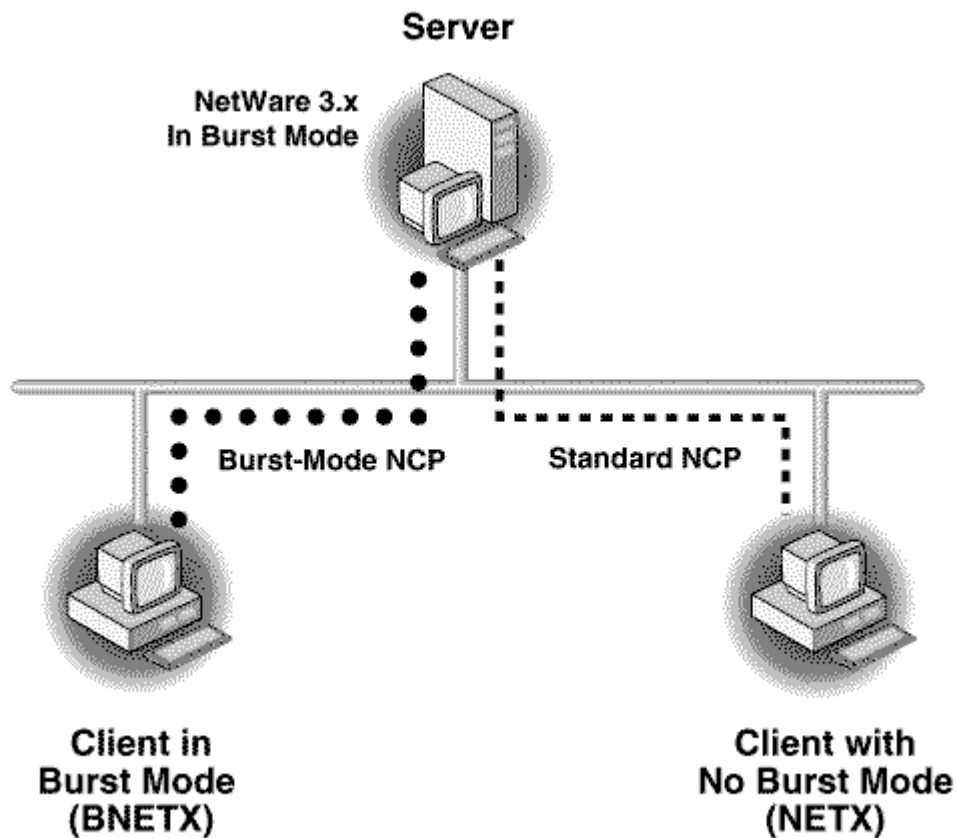 Server
NetWare 3.x
In Burst Mode
Burst-Mode NCP
Standard NCP
Client in
Burst Mode
(BNETX)
Client with
No Burst Mode
(NETX)